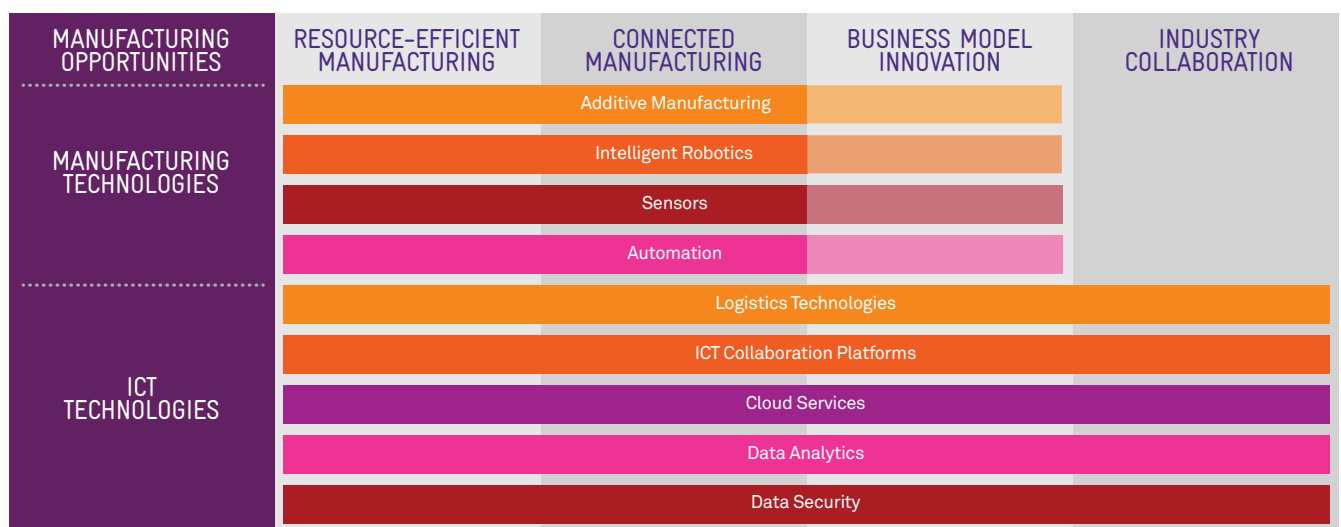 MANUFACTURING
OPPORTUNITIES
RESOURCE-EFFICIENT
MANUFACTURING
CONNECTED
MANUFACTURING
BUSINESS MODEL
INNOVATION
INDUSTRY
COLLABORATION
MANUFACTURING
TECHNOLOGIES
Additive Manufacturing
Intelligent Robotics
Sensors
Automation
ICT
TECHNOLOGIES
Logistics Technologies
ICT Collaboration Platforms
Cloud Services
Data Analytics
Data Security